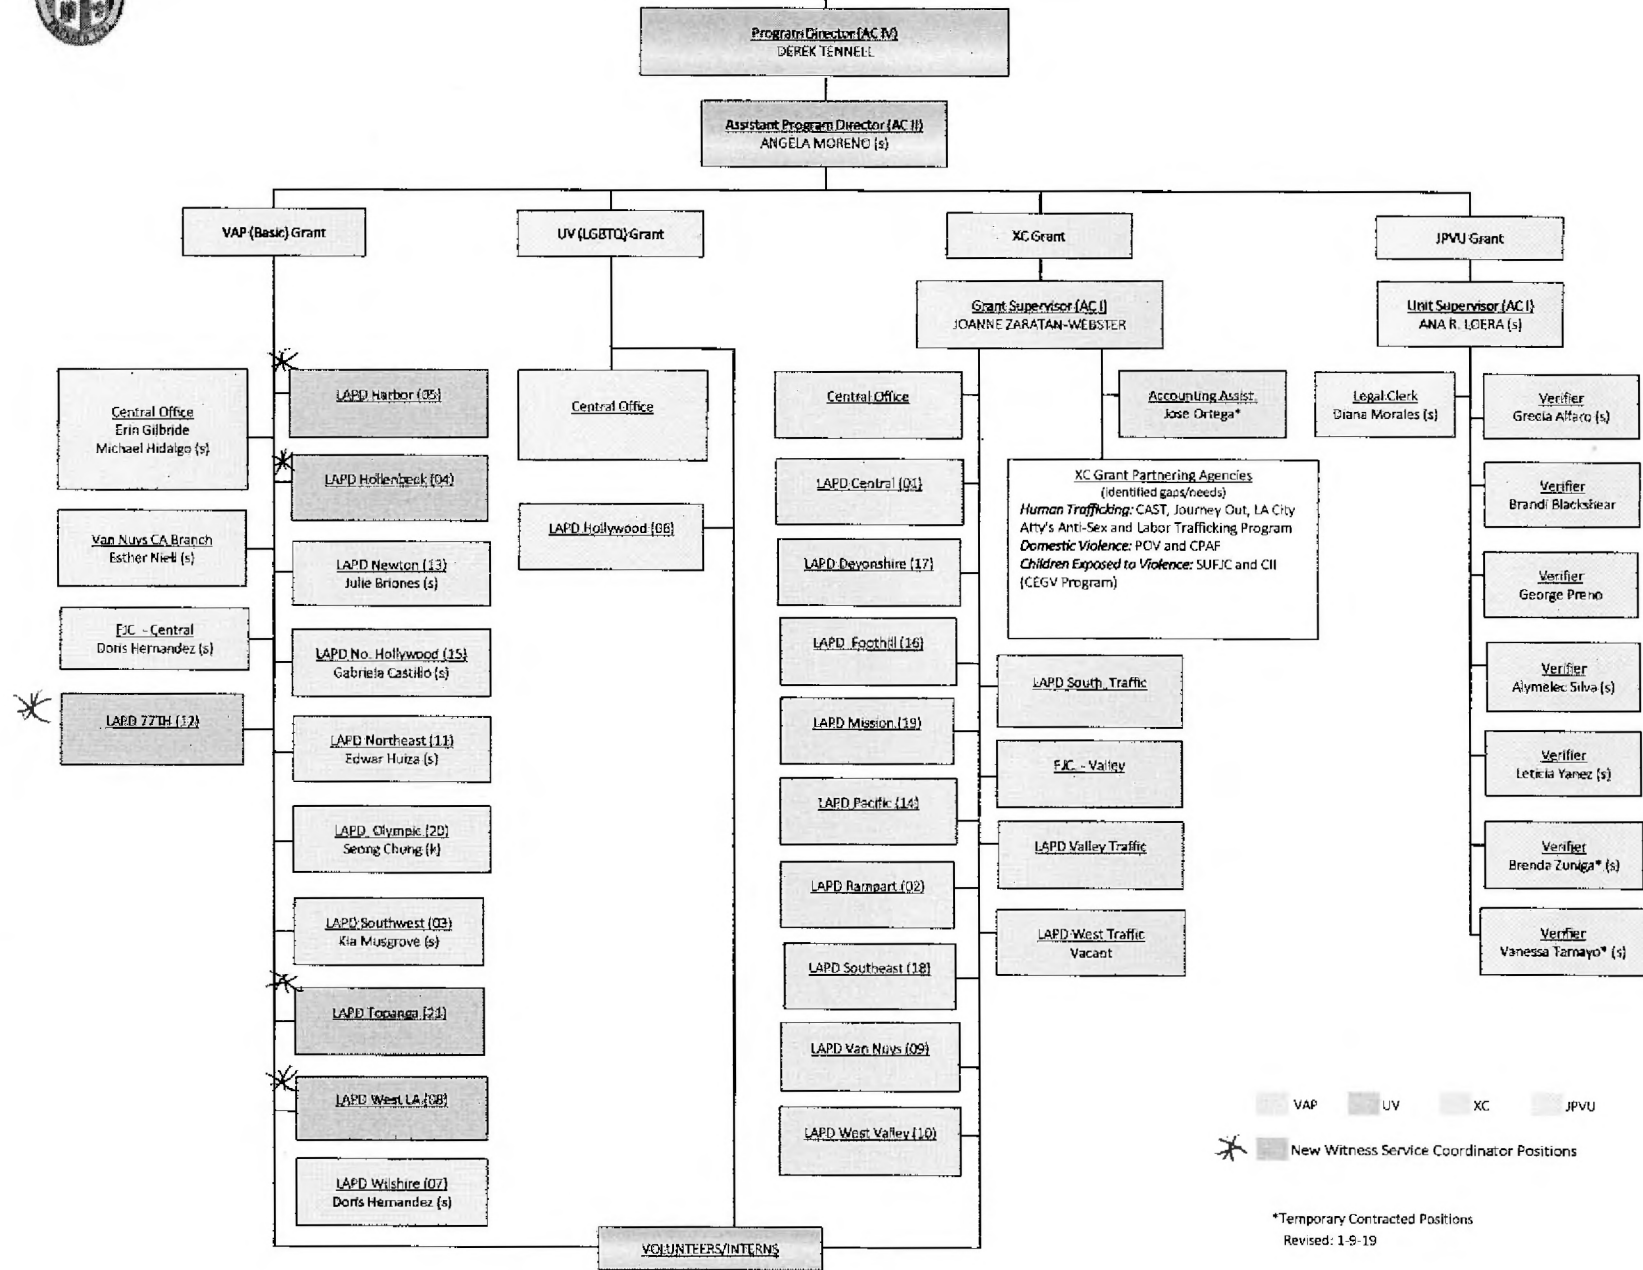 Program Director (AC IV)
DEREK TENNELL
Assistant Program Director (AC II)
ANGELA MORENO (s)
VAP (Basic) Grant
UV (LGBTQ) Grant
XC Grant
JPVU Grant
Grant Supervisor (AC I)
JOANNE ZARATAN-WEBSTER
Unit Supervisor (AC I)
ANA R. LOERA (s)
Central Office
Erin Gilbride
Michael Hidalgo (s)
Van Nuys CA Branch
Esther Niell (s)
FJC - Central
Doris Hernandez (s)
LAPD 77TH (12)
LAPD Harbor (05)
LAPD Hollenbeck (04)
LAPD Newton (13)
Julie Briones (s)
LAPD No. Hollywood (15)
Gabriela Castillo (s)
LAPD Northeast (11)
Edwar Huiza (s)
LAPD Olympic (20)
Seong Chung (k)
LAPD Southwest (03)
Kia Musgrove (s)
LAPD Topanga (21)
LAPD West LA (08)
LAPD Wilshire (07)
Doris Hernandez (s)
Central Office
LAPD Hollywood (06)
Central Office
LAPD Central (01)
LAPD Devonshire (17)
LAPD Foothill (16)
LAPD Mission (19)
LAPD Pacific (14)
LAPD Rampart (02)
LAPD Southeast (18)
LAPD Van Nuys (09)
LAPD West Valley (10)
Accounting Assist.
Jose Ortega*
XC Grant Partnering Agencies
(identified gaps/needs)
Human Trafficking: CAST, Journey Out, LA City
Atty's Anti-Sex and Labor Trafficking Program
Domestic Violence: POV and CPAF
Children Exposed to Violence: SUFJC and CII
(CEGV Program)
LAPD South Traffic
FJC - Valley
LAPD Valley Traffic
LAPD West Traffic
Vacant
Legal Clerk
Diana Morales (s)
Verifier
Grecia Alfaro (s)
Verifier
Brandi Blackshear
Verifier
George Preno
Verifier
Alymelec Silva (s)
Verifier
Leticia Yanez (s)
Verifier
Brenda Zuniga* (s)
Verifier
Vanessa Tamayo* (s)
VOLUNTEERS/INTERNS
VAP UV XC JPVU
New Witness Service Coordinator Positions
*Temporary Contracted Positions
Revised: 1-9-19